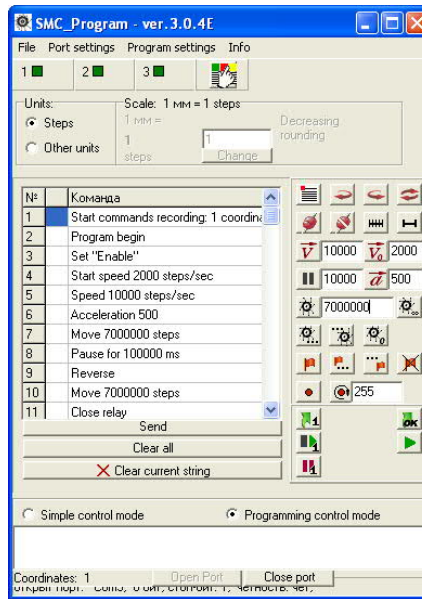 SMC_Program - ver.3.0.4E
File Port settings Program settings Info
1 2 3
Units: Scale: 1 мм = 1 steps
Steps 1 мм = Decreasing
Other units 1 1 rounding
steps Change
№ Команда
1 Start commands recording: 1 coordina
2 Program begin
3 Set "Enable"
4 Start speed 2000 steps/sec
5 Speed 10000 steps/sec
6 Acceleration 500
7 Move 7000000 steps
8 Pause for 100000 ms
9 Reverse
10 Move 7000000 steps
11 Close relay
V 10000 V0 2000
10000 a 500
7000000
255
1 OK
1
1
Send
Clear all
Clear current string
Simple control mode Programming control mode
Coordinates: 1 Open Port Close port